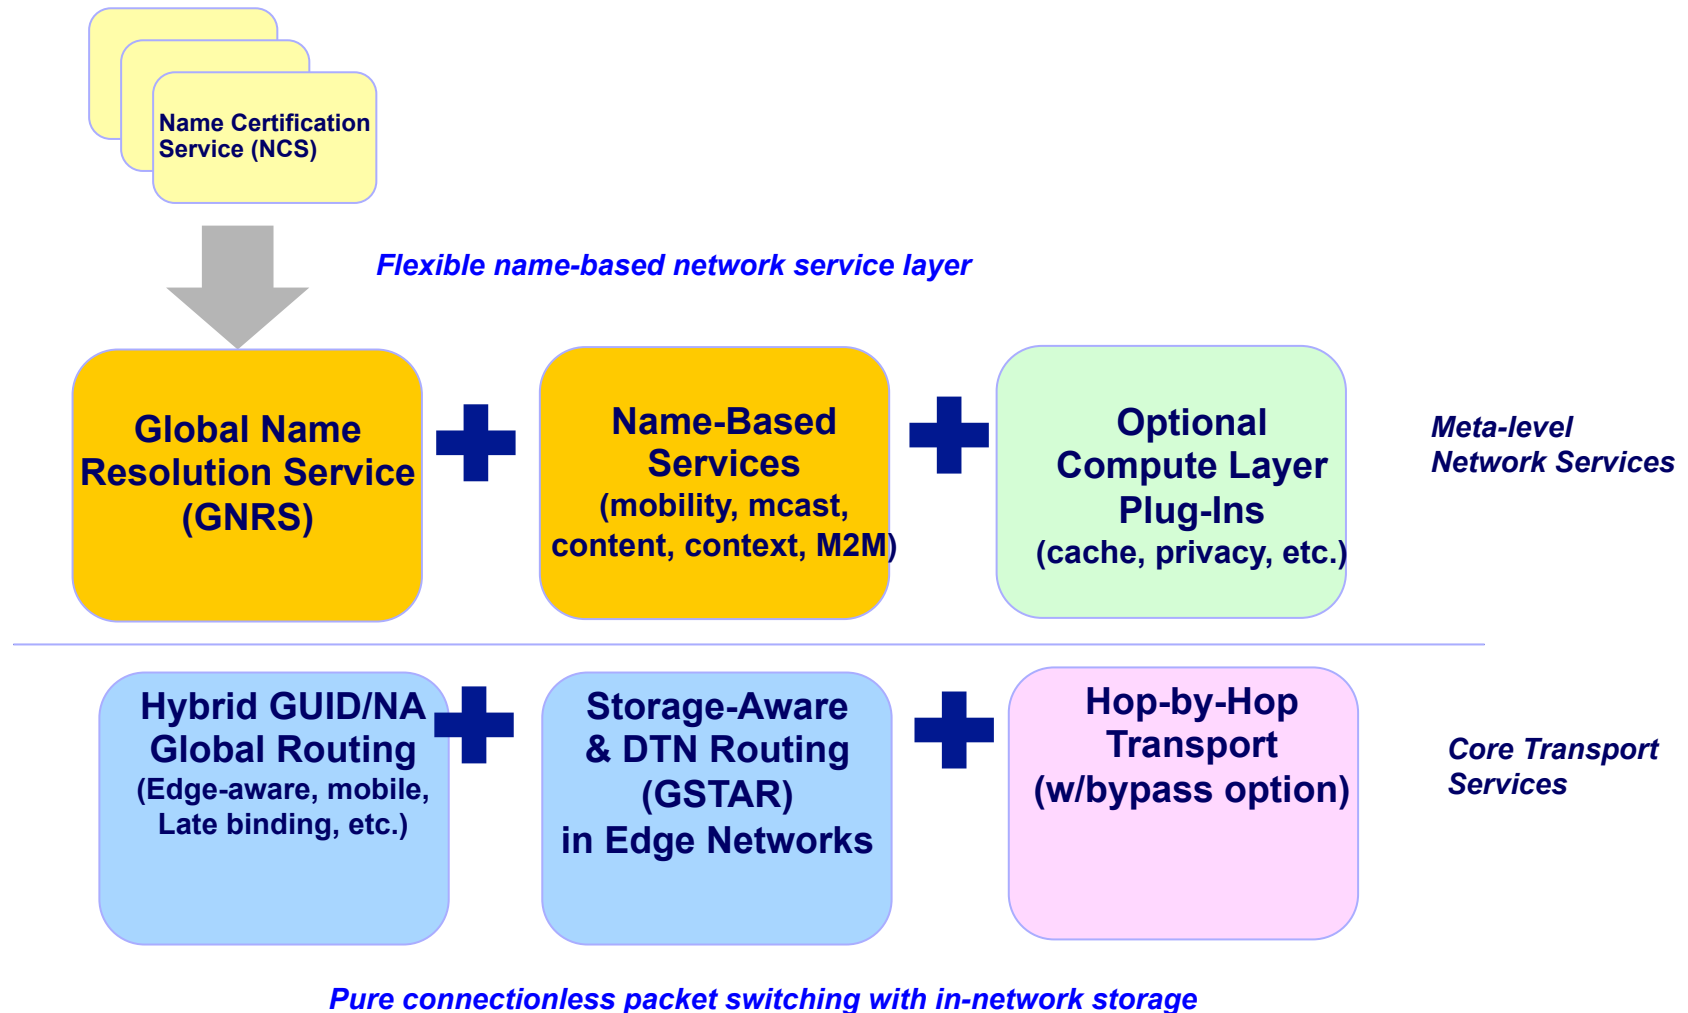 Name Certification
Service (NCS)
Flexible name-based network service layer
Global Name
Resolution Service
(GNRS)
Name-Based
Services
(mobility, mcast,
content, context, M2M)
Optional
Compute Layer
Plug-Ins
(cache, privacy, etc.)
Meta-level
Network Services
Hybrid GUID/NA
Global Routing
(Edge-aware, mobile,
Late binding, etc.)
Storage-Aware
& DTN Routing
(GSTAR)
in Edge Networks
Hop-by-Hop
Transport
(w/bypass option)
Core Transport
Services
Pure connectionless packet switching with in-network storage